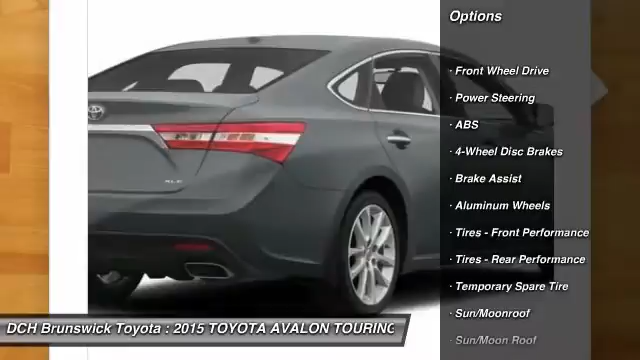 Options
· Front Wheel Drive
· Power Steering
· ABS
· 4-Wheel Disc Brakes
· Brake Assist
· Aluminum Wheels
· Tires - Front Performance
· Tires - Rear Performance
· Temporary Spare Tire
· Sun/Moonroof
· Sun/Moon Roof
DCH Brunswick Toyota : 2015 TOYOTA AVALON TOURING